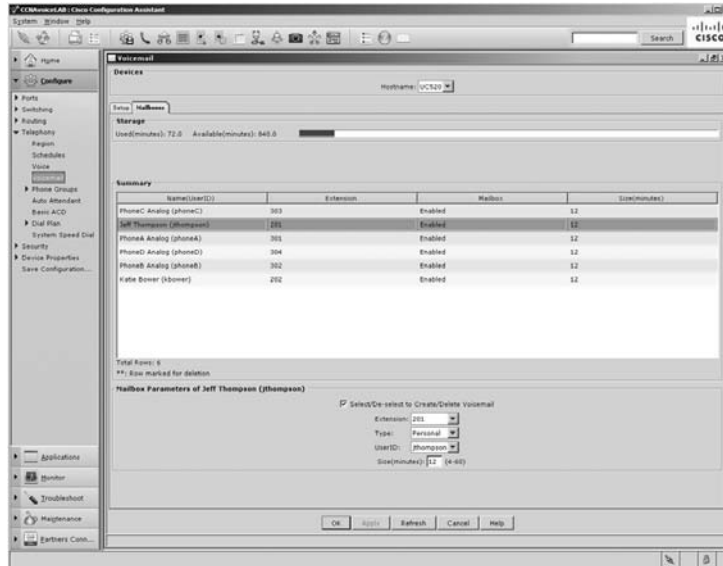 CCNAvoiceLAB : Cisco Configuration Assistant
System Window Help
Search
CISCO
Home
Configure
Ports
Switching
Routing
Telephony
Region
Schedules
Voice
Voicemail
Phone Groups
Auto Attendant
Basic ACD
Dial Plan
System Speed Dial
Security
Device Properties
Save Configuration...
Applications
Monitor
Troubleshoot
Maintenance
Partners Conn...
Voicemail
Devices
Hostname: UC520
Setup Mailboxes
Storage
Used(minutes): 72.0 Available(minutes): 840.0
Summary
Name(UserID) Extension Mailbox Size(minutes)
PhoneC Analog (phoneC) 303 Enabled 12
Jeff Thompson (jthompson) 201 Enabled 12
PhoneA Analog (phoneA) 301 Enabled 12
PhoneD Analog (phoneD) 304 Enabled 12
PhoneB Analog (phoneB) 302 Enabled 12
Katie Bower (kbower) 202 Enabled 12
Total Rows: 6
**: Row marked for deletion
Mailbox Parameters of Jeff Thompson (jthompson)
Select/De-select to Create/Delete Voicemail
Extension: 201
Type: Personal
UserID: jthompson
Size(minutes): 12 (4-60)
OK Apply Refresh Cancel Help